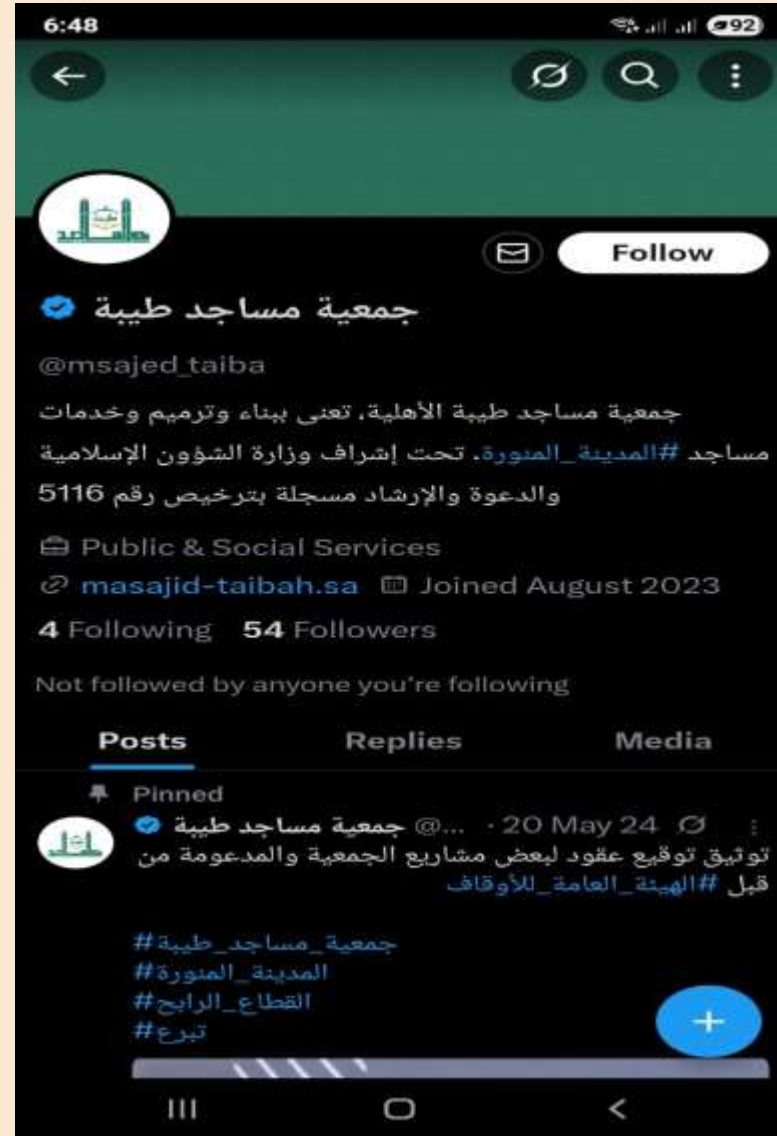 6:48
92
Follow
جمعية مساجد طيبة
@msajed_taiba
جمعية مساجد طيبة الأهلية، تعنى ببناء وترميم وخدمات
مساجد #المدينة_المنورة. تحت إشراف وزارة الشؤون الإسلامية
والدعوة والإرشاد مسجلة بترخيص رقم 5116
Public & Social Services
masajid-taibah.sa Joined August 2023
4 Following 54 Followers
Not followed by anyone you're following
Posts Replies Media
Pinned
جمعية مساجد طيبة @... · 20 May 24
توثيق توقيع عقود لبعض مشاريع الجمعية والمدعومة من
قبل #الهيئة_العامة_للأوقاف
#جمعية_مساجد_طيبة
#المدينة_المنورة
#القطاع_الرابح
#تبرع